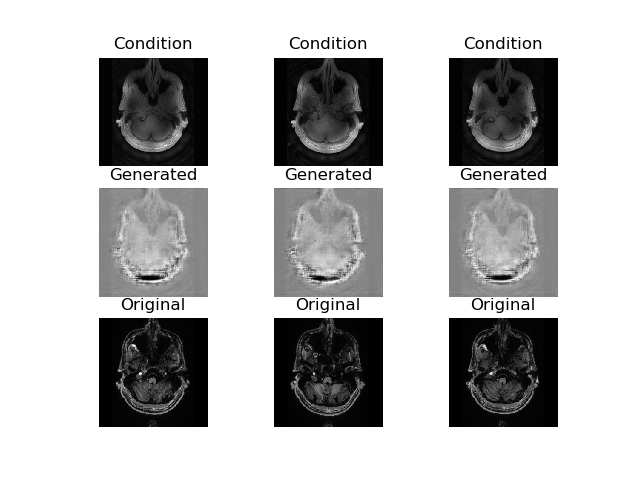 Condition Condition Condition
Generated Generated Generated
Original Original Original